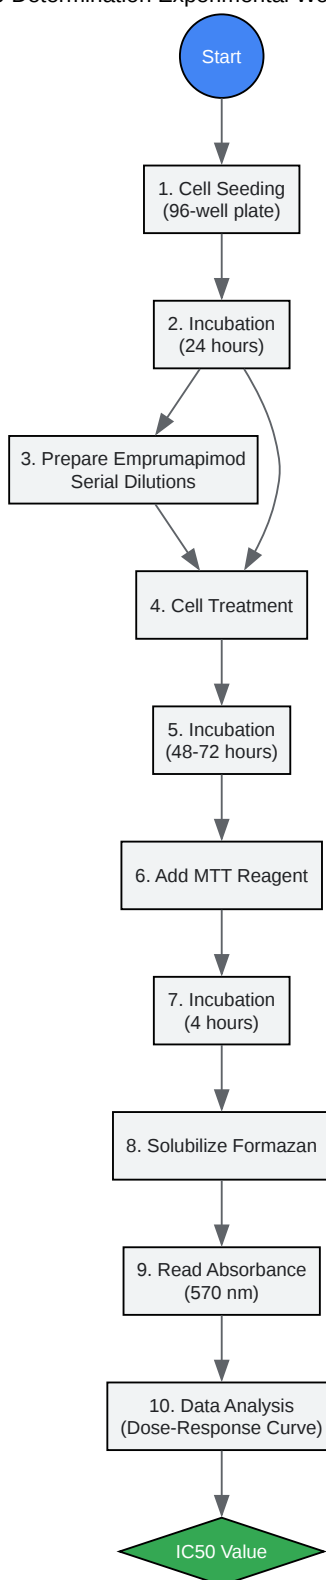 Determination Experimental
Start
1. Cell Seeding
(96-well plate)
2. Incubation
(24 hours)
3. Prepare Emprumapimod
Serial Dilutions
4. Cell Treatment
5. Incubation
(48-72 hours)
6. Add MTT Reagent
7. Incubation
(4 hours)
8. Solubilize Formazan
9. Read Absorbance
(570 nm)
10. Data Analysis
(Dose-Response Curve)
IC50 Value